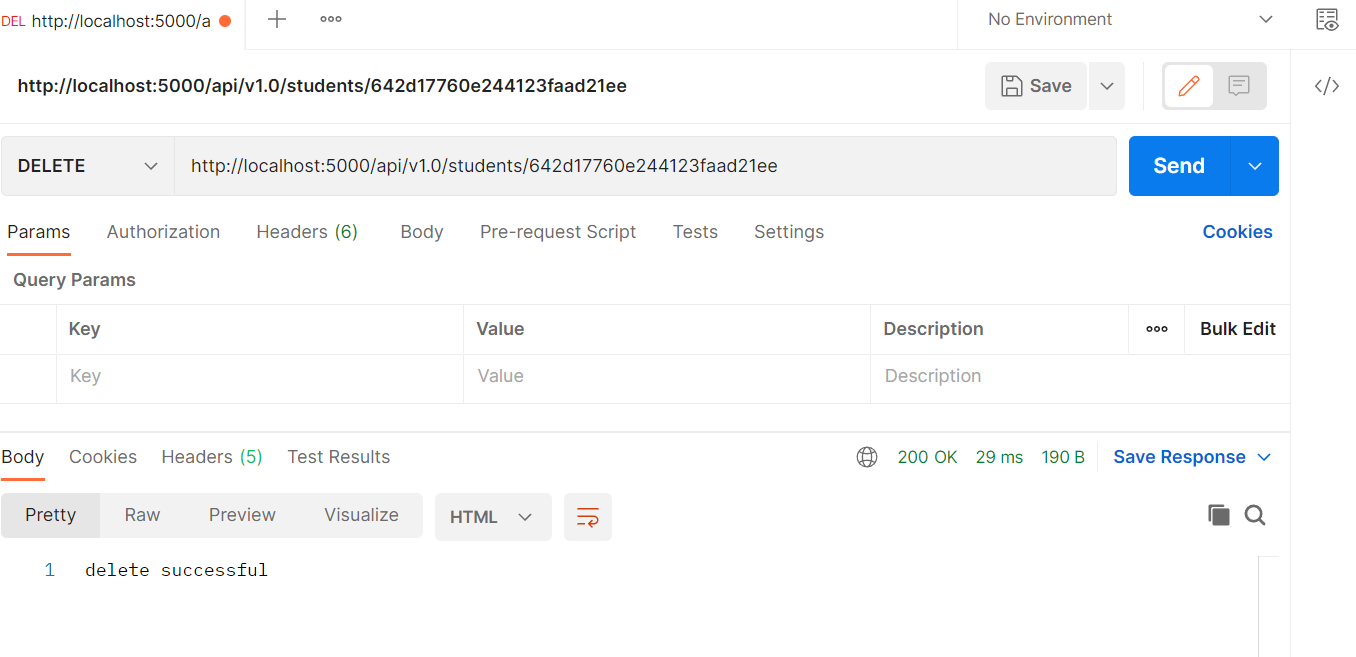 DEL http://localhost:5000/a
No Environment
http://localhost:5000/api/v1.0/students/642d17760e244123faad21ee
Save
DELETE http://localhost:5000/api/v1.0/students/642d17760e244123faad21ee Send
Params Authorization Headers (6) Body Pre-request Script Tests Settings Cookies
Query Params
Key Value Description Bulk Edit
Key Value Description
Body Cookies Headers (5) Test Results 200 OK 29 ms 190 B Save Response
Pretty Raw Preview Visualize HTML
1 delete successful